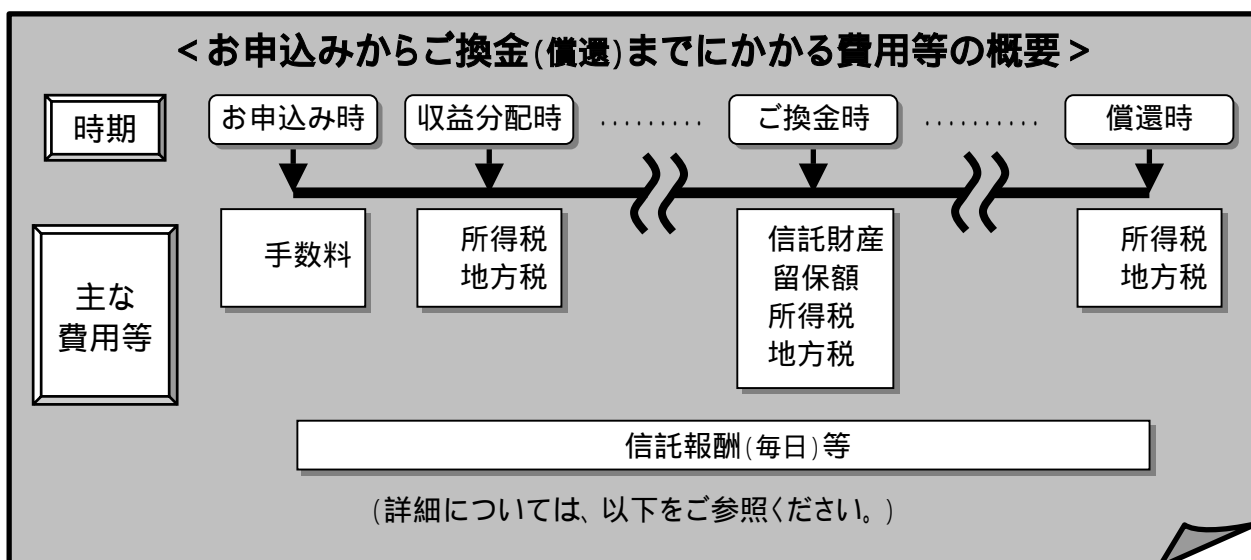 <お申込みからご換金(償還)までにかかる費用等の概要>
時期
お申込み時
収益分配時
………
ご換金時
……….
償還時
主な
費用等
手数料
所得税
地方税
信託財産
留保額
所得税
地方税
所得税
地方税
信託報酬(毎日)等
(詳細については、以下をご参照ください。)